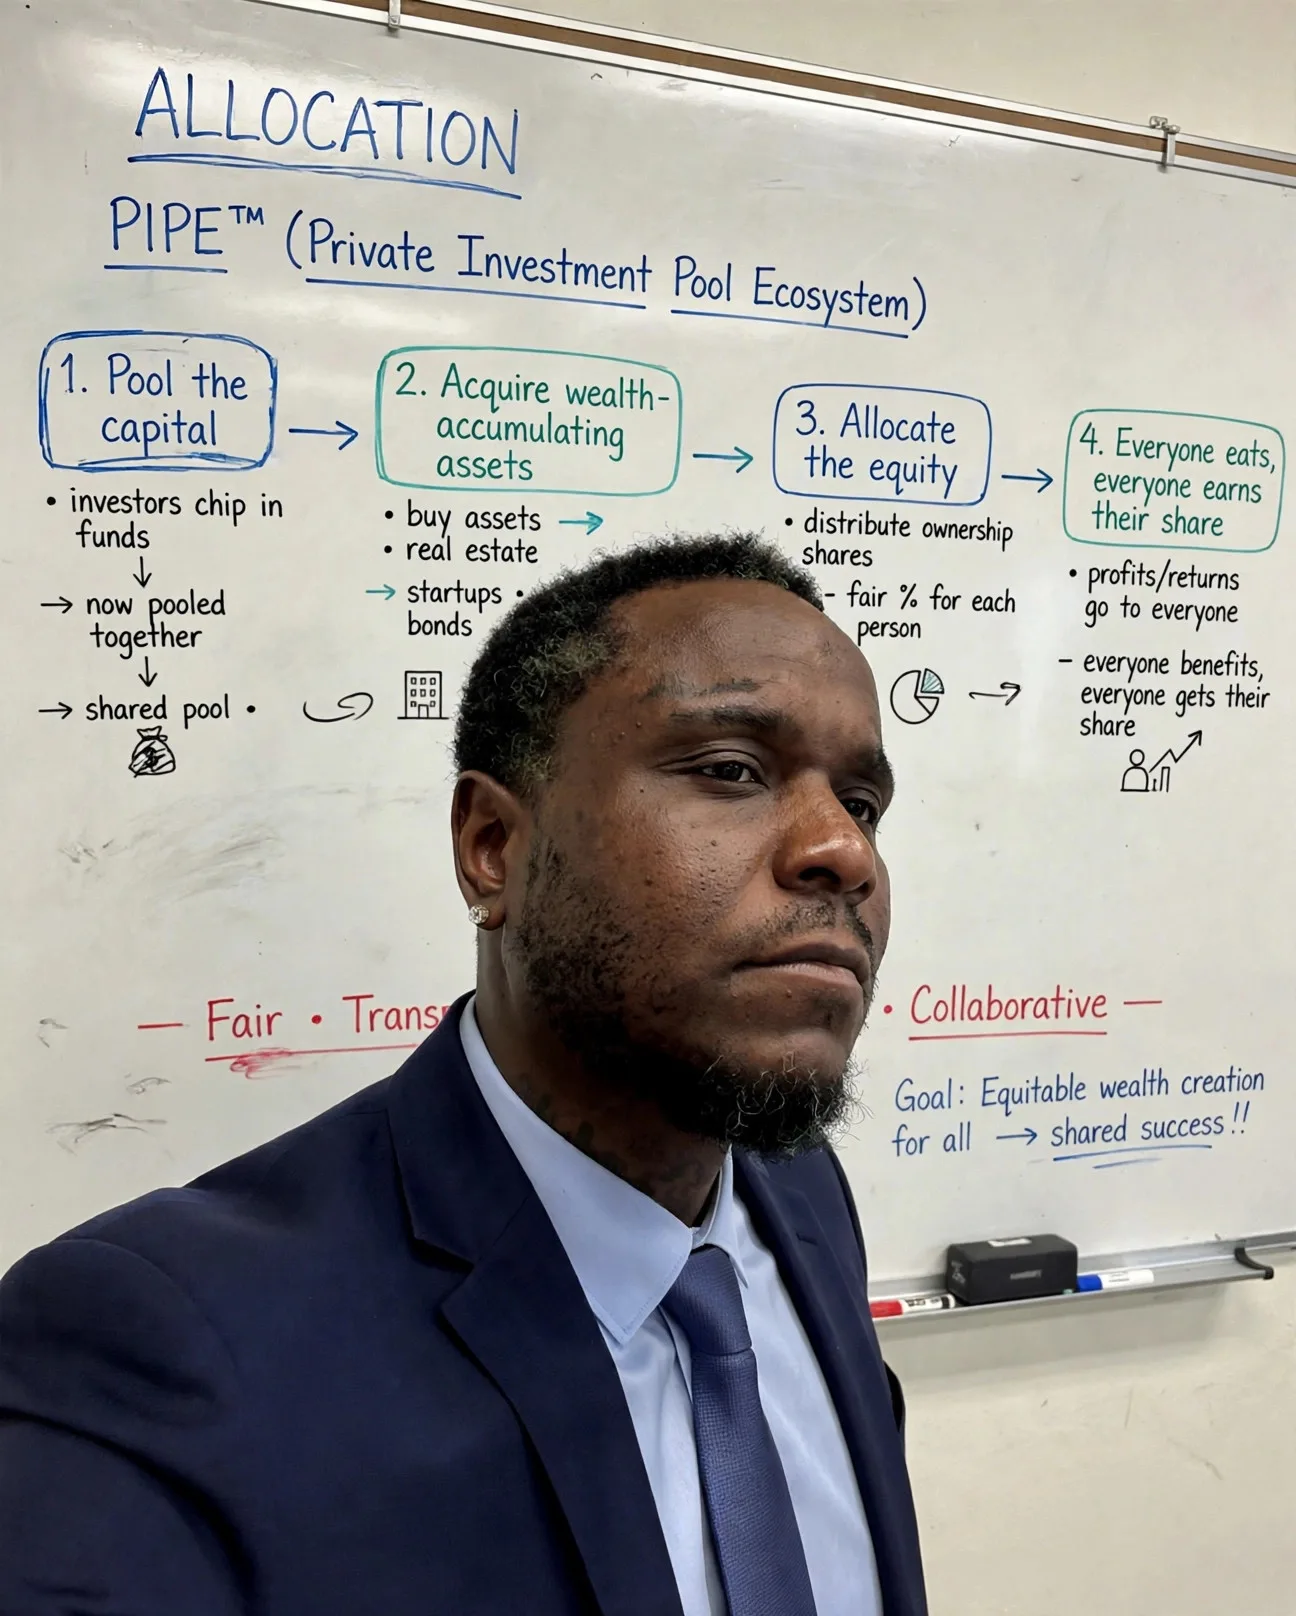 ALLOCATION
PIPE™ (Private Investment Pool Ecosystem)
1. Pool the
capital
• investors chip in
funds
↓
→ now pooled
together
↓
→ shared pool •
$
→
2. Acquire wealth-
accumulating
assets
• buy assets →
• real estate
→ startups •
bonds
→
3. Allocate
the equity
• distribute ownership
shares
- fair % for each
person
→
4. Everyone eats,
everyone earns
their share
• profits/returns
go to everyone
- everyone benefits,
everyone gets their
share
— Fair • Trans
• Collaborative —
Goal: Equitable wealth creation
for all → shared success!!